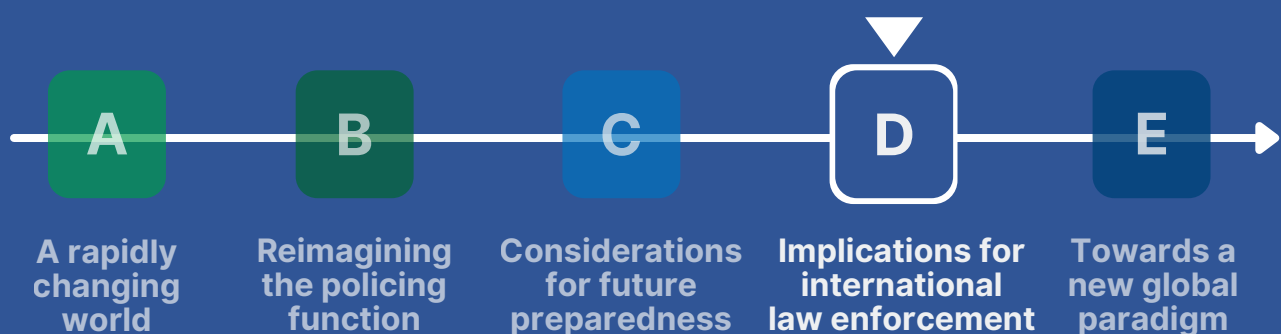 A
B
C
D
E
A rapidly
changing
world
Reimagining
the policing
function
Considerations
for future
preparedness
Implications for
international
law enforcement
Towards a
new global
paradigm